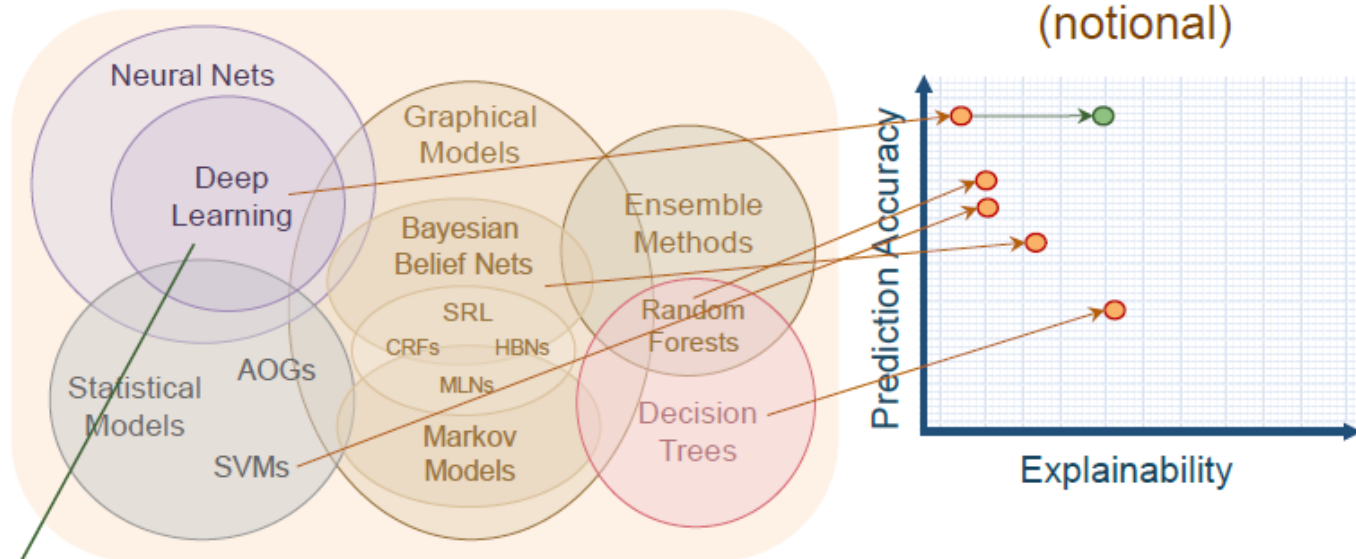 (notional)
Neural Nets
Graphical
Models
Deep
Learning
Ensemble
Methods
Bayesian
Belief Nets
SRL
Random
Forests
CRFs
HBNs
AOGs
MLNs
Statistical
Models
Decision
Trees
Markov
Models
SVMs
Prediction Accuracy
Explainability